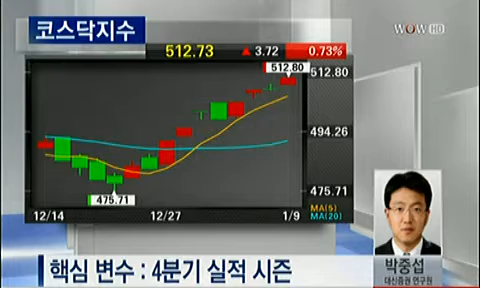 코스닥지수
WOW HD
512.73 ▲ 3.72 0.73%
512.80
512.80
494.26
475.71
475.71
MA(5)
MA(20)
12/14 12/27 1/9
박중섭
대신증권 연구원
핵심 변수 : 4분기 실적 시즌